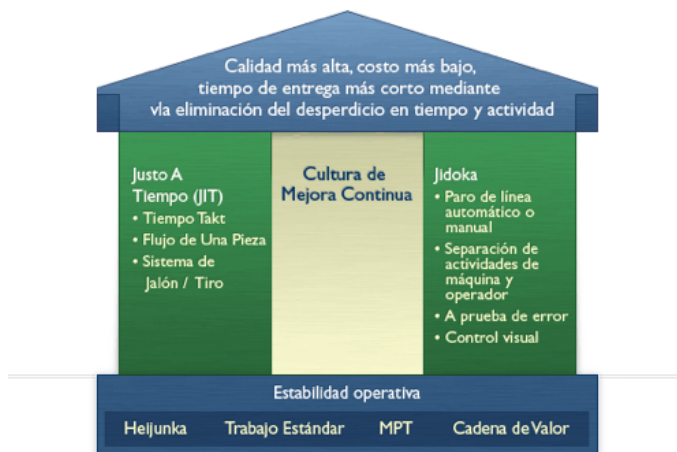 Calidad más alta, costo más bajo,
tiempo de entrega más corto mediante
vla eliminación del desperdicio en tiempo y actividad
Justo A
Tiempo (JIT)
• Tiempo Takt
• Flujo de Una Pieza
• Sistema de
Jalón / Tiro
Cultura de
Mejora Continua
Jidoka
• Paro de línea
automático o
manual
• Separación de
actividades de
máquina y
operador
• A prueba de error
• Control visual
Estabilidad operativa
Heijunka Trabajo Estándar MPT Cadena de Valor